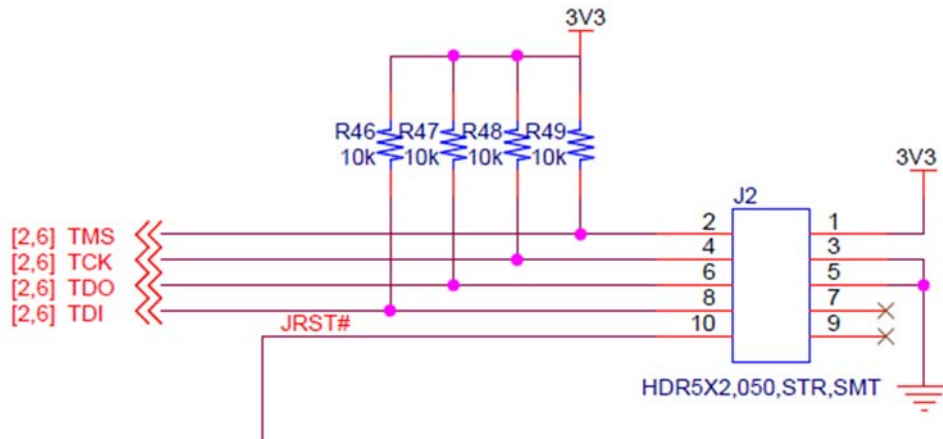 3V3
R46 R47 R48 R49
10k 10k 10k 10k
3V3
J2
[2,6] TMS 2 1
[2,6] TCK 4 3
[2,6] TDO 6 5
[2,6] TDI 8 7
JRST# 10 9
HDR5X2,050,STR,SMT